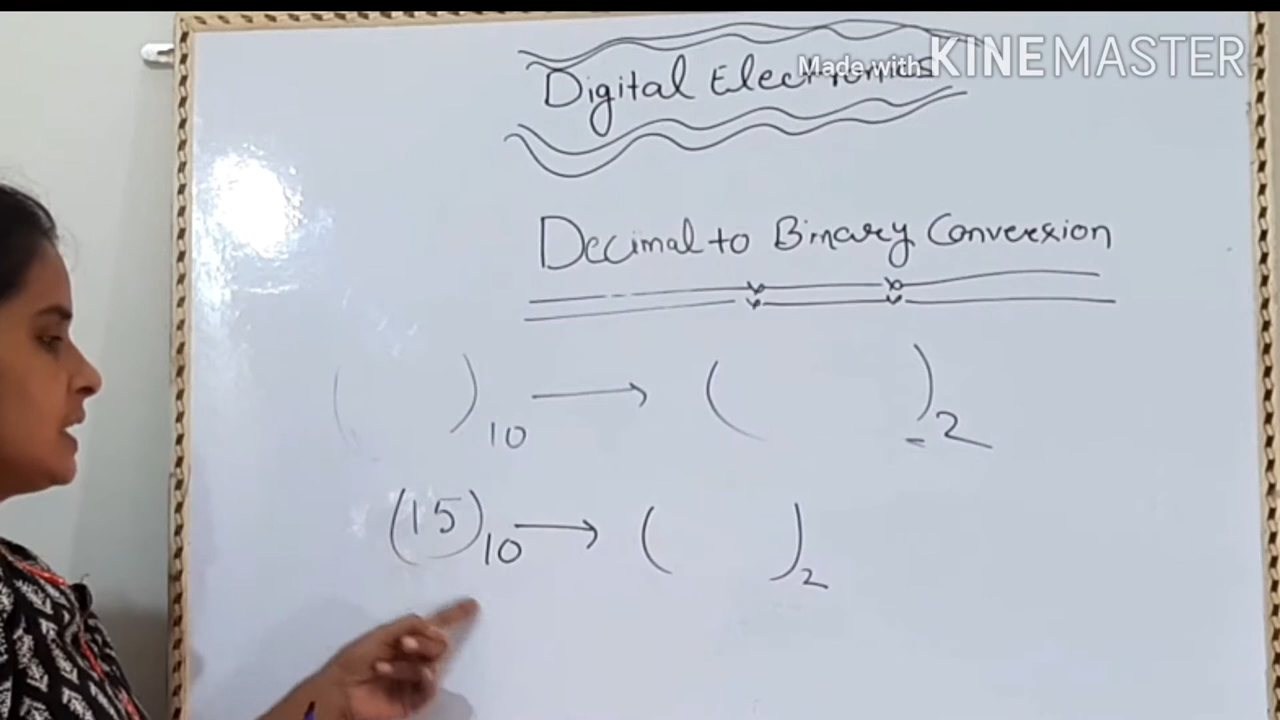 Made with KINEMASTER
Digital Electronics
Decimal to Binary Conversion
( )10 → ( )2
(15)10 → ( )2